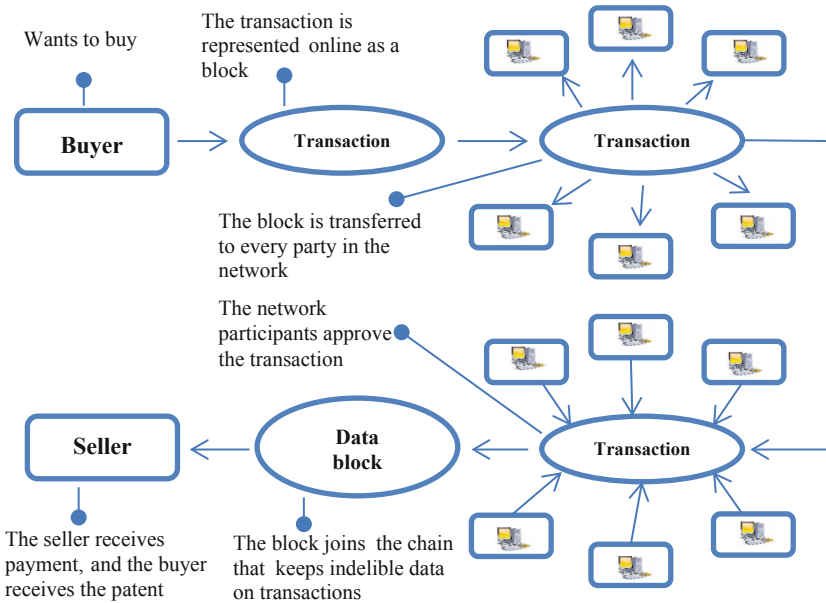 Wants to buy
The transaction is
represented online as a
block
Buyer
Transaction
Transaction
The block is transferred
to every party in the
network
The network
participants approve
the transaction
Seller
Data
block
Transaction
The seller receives
payment, and the buyer
receives the patent
The block joins the chain
that keeps indelible data
on transactions